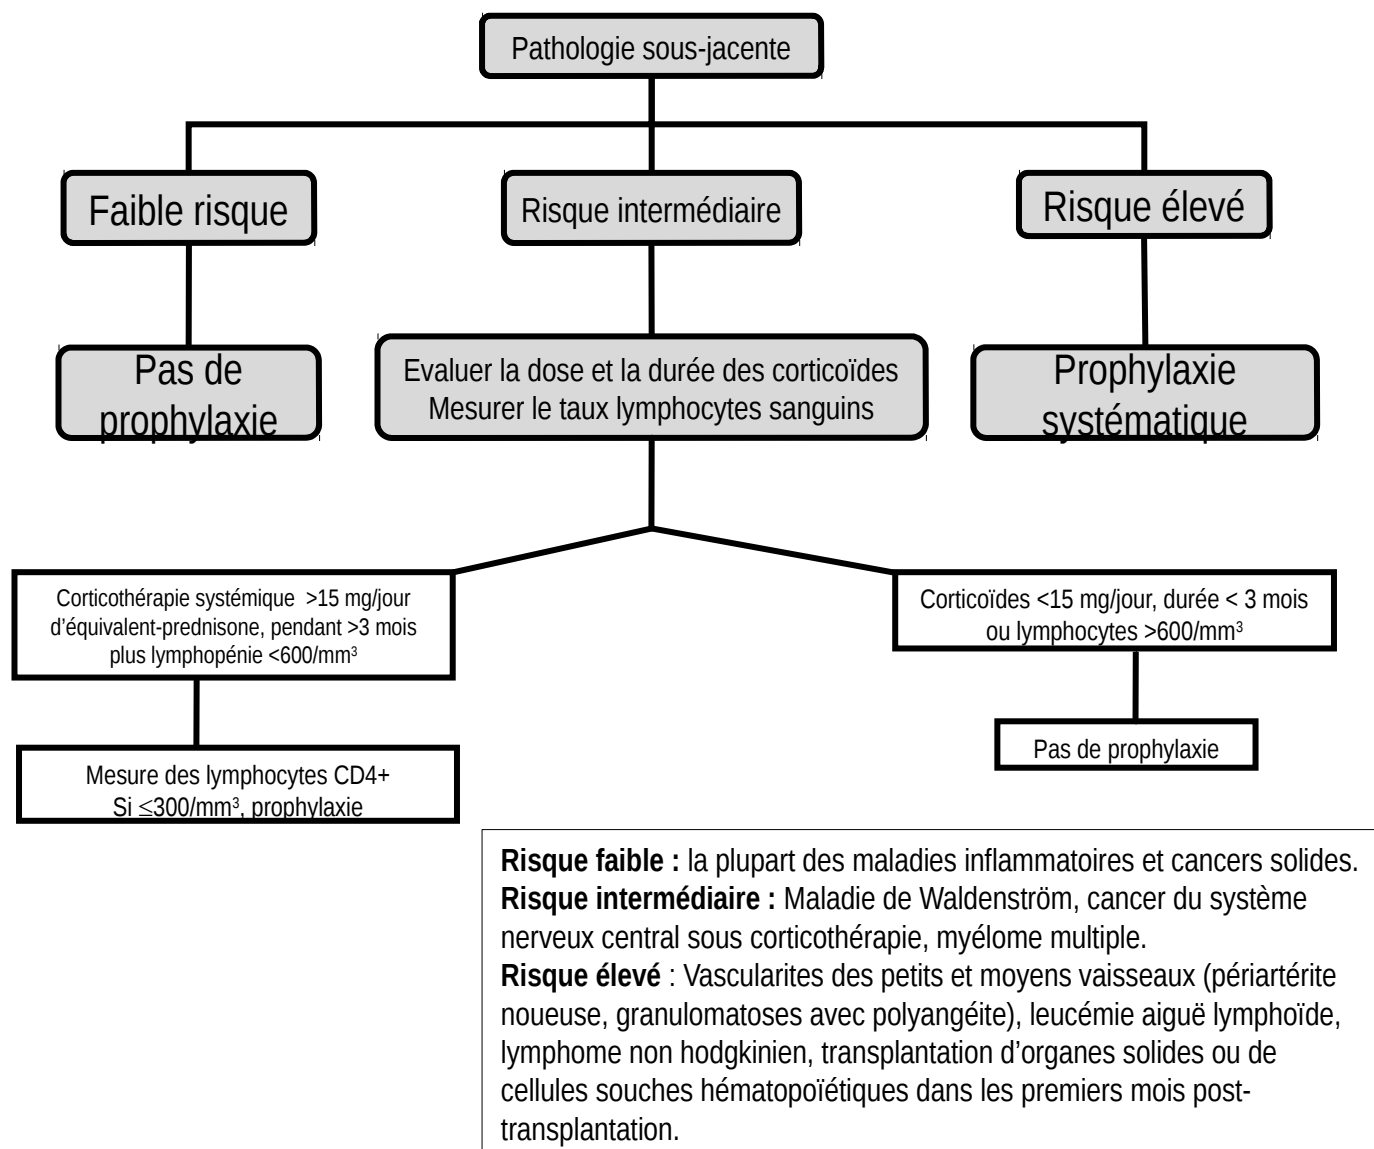 Pathologie sous-jacente
Faible risque
Risque intermédiaire
Risque élevé
Pas de
prophylaxie
Evaluer la dose et la durée des corticoïdes
Mesurer le taux lymphocytes sanguins
Prophylaxie
systématique
Corticothérapie systémique >15 mg/jour
d’équivalent-prednisone, pendant >3 mois
plus lymphopénie <600/mm³
Corticoïdes <15 mg/jour, durée < 3 mois
ou lymphocytes >600/mm³
Mesure des lymphocytes CD4+
Si ≤300/mm³, prophylaxie
Pas de prophylaxie
Risque faible : la plupart des maladies inflammatoires et cancers solides.
Risque intermédiaire : Maladie de Waldenström, cancer du système
nerveux central sous corticothérapie, myélome multiple.
Risque élevé : Vascularites des petits et moyens vaisseaux (périartérite
noueuse, granulomatoses avec polyangéite), leucémie aiguë lymphoïde,
lymphome non hodgkinien, transplantation d’organes solides ou de
cellules souches hématopoïétiques dans les premiers mois post-
transplantation.